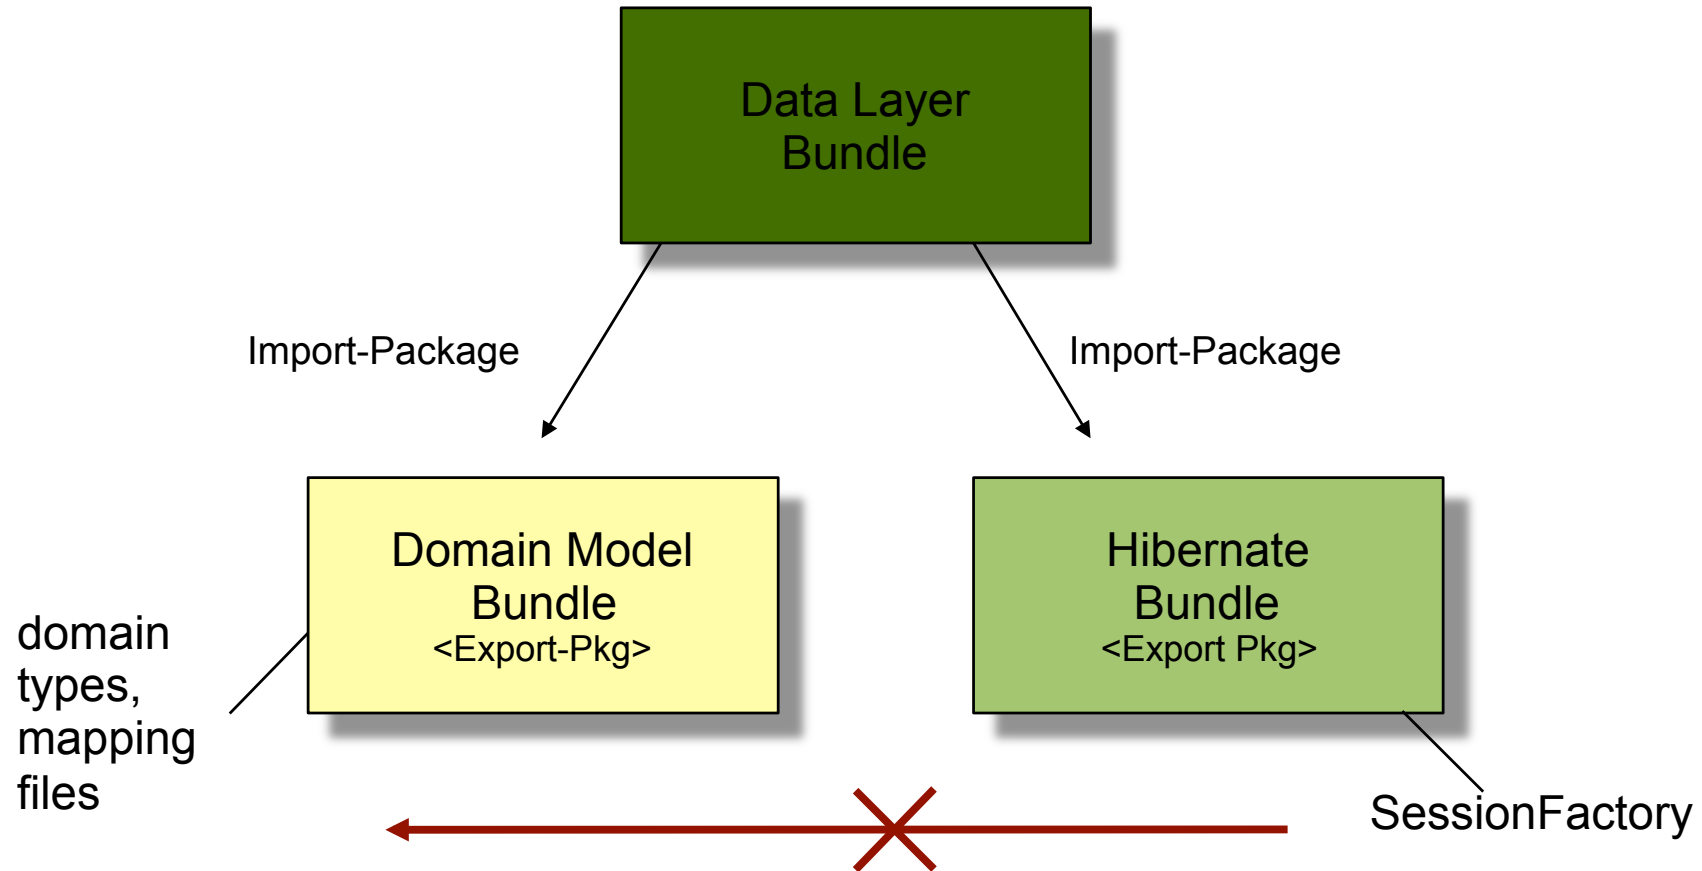 Data Layer
Bundle
Import-Package
Import-Package
Domain Model
Bundle
<Export-Pkg>
Hibernate
Bundle
<Export Pkg>
domain
types,
mapping
files
SessionFactory